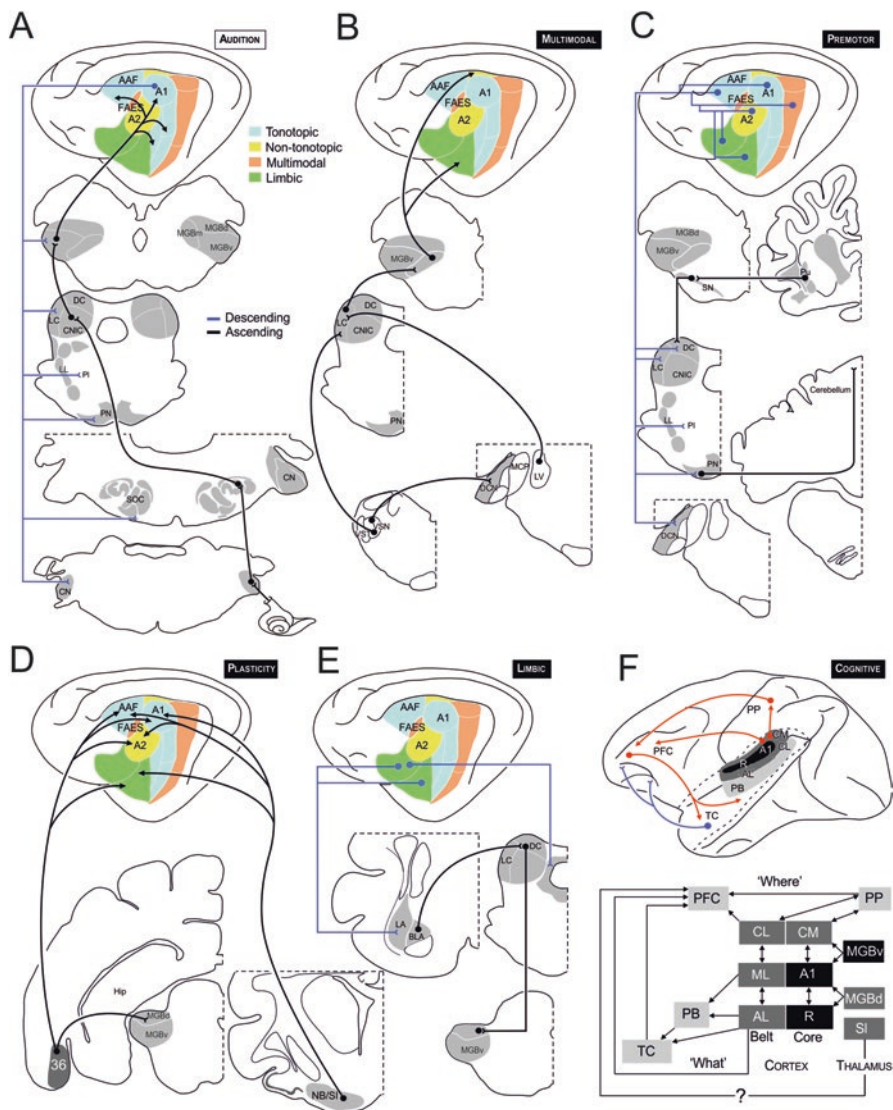 A
AUDITION
AAF
A1
FAES
A2
Tonotopic
Non-tonotopic
Multimodal
Limbic
MGBm
MGBd
MGBv
DC
LC
CNIC
Descending
Ascending
LL
PI
PN
CN
SOC
CN
B
MULTIMODAL
AAF
A1
FAES
A2
MGBv
DC
LC
CNIC
PN
MCP
DCN
LV
SN
C
PREMOTOR
AAF
A1
FAES
A2
MGBd
MGBv
SN
Pu
DC
LC
CNIC
LL
PI
PN
Cerebellum
DCN
D
PLASTICITY
AAF
A1
FAES
A2
Hip
MGBd
MGBv
36
NB/SI
E
LIMBIC
AAF
A1
FAES
A2
LC
DC
LA
BLA
MGBv
F
COGNITIVE
PP
PFC
CM
A1
CL
R
AL
PB
TC
'Where'
PFC
PP
CL
CM
MGBv
ML
A1
MGBd
PB
AL
R
SI
TC
Belt
Core
'What'
CORTEX
THALAMUS
?